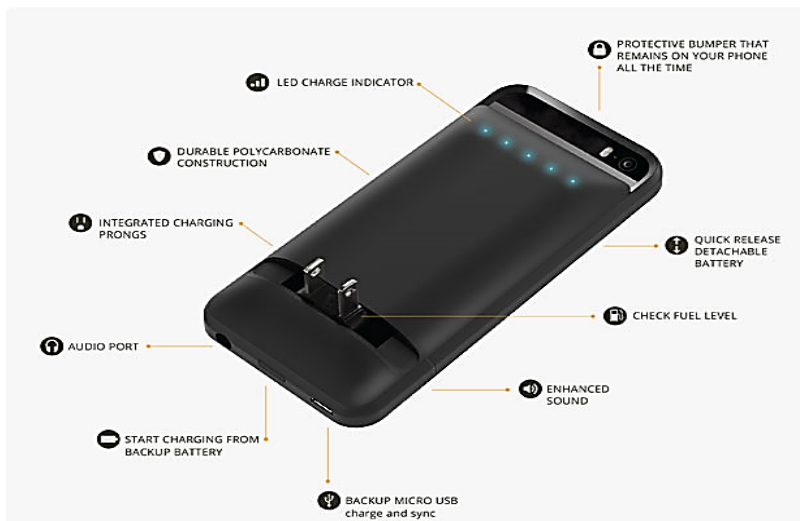 PROTECTIVE BUMPER THAT
REMAINS ON YOUR PHONE
ALL THE TIME
LED CHARGE INDICATOR
DURABLE POLYCARBONATE
CONSTRUCTION
INTEGRATED CHARGING
PRONGS
QUICK RELEASE
DETACHABLE
BATTERY
CHECK FUEL LEVEL
AUDIO PORT
ENHANCED
SOUND
START CHARGING FROM
BACKUP BATTERY
BACKUP MICRO USB
charge and sync